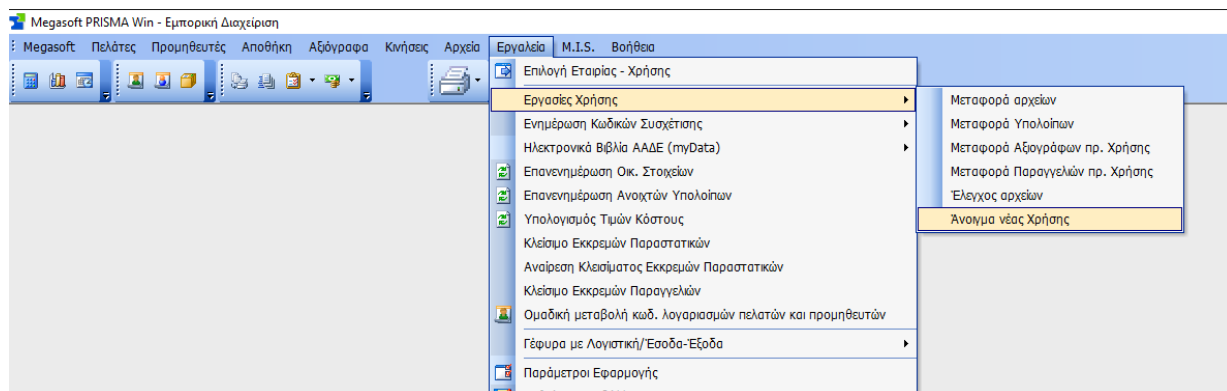 Megasoft PRISMA Win - Εμπορική Διαχείριση
Megasoft Πελάτες Προμηθευτές Αποθήκη Αξιόγραφα Κινήσεις Αρχεία Εργαλεία M.I.S. Βοήθεια
Επιλογή Εταιρίας - Χρήσης
Εργασίες Χρήσης
Ενημέρωση Κωδικών Συσχέτισης
Ηλεκτρονικά Βιβλία ΑΑΔΕ (myData)
Επανενημέρωση Οικ. Στοιχείων
Επανενημέρωση Ανοιχτών Υπολοίπων
Υπολογισμός Τιμών Κόστους
Κλείσιμο Εκκρεμών Παραστατικών
Αναίρεση Κλεισίματος Εκκρεμών Παραστατικών
Κλείσιμο Εκκρεμών Παραγγελιών
Ομαδική μεταβολή κωδ. λογαριασμών πελατών και προμηθευτών
Γέφυρα με Λογιστική/Έσοδα-Έξοδα
Παράμετροι Εφαρμογής
Μεταφορά αρχείων
Μεταφορά Υπολοίπων
Μεταφορά Αξιογράφων πρ. Χρήσης
Μεταφορά Παραγγελιών πρ. Χρήσης
Έλεγχος αρχείων
Άνοιγμα νέας Χρήσης